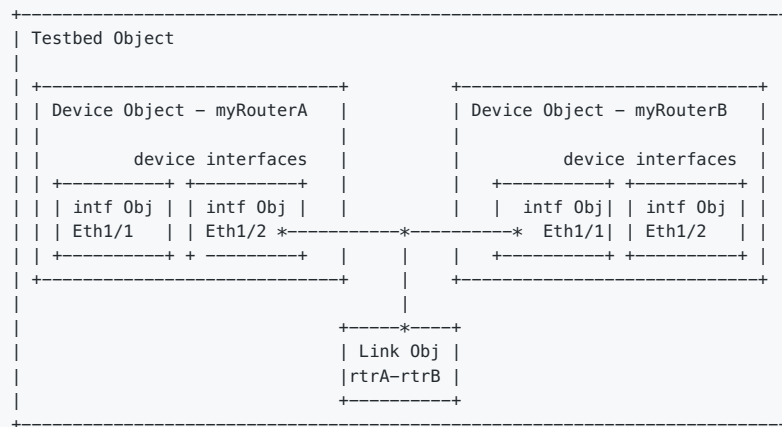 Testbed Object
Device Object - myRouterA    Device Object - myRouterB
device interfaces    device interfaces
intf Obj    intf Obj    intf Obj    intf Obj
Eth1/1    Eth1/2    Eth1/1    Eth1/2
Link Obj
rtrA-rtrB